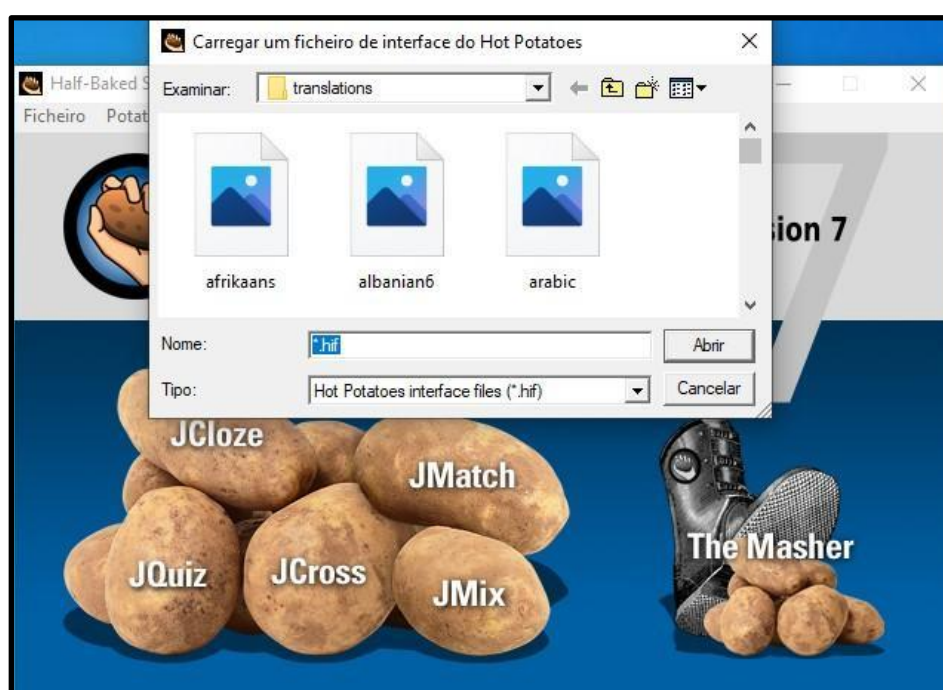 Carregar um ficheiro de interface do Hot Potatoes
Half-Baked S
Examinar: translations
Ficheiro Potat
sion 7
afrikaans albanian6 arabic
Nome: *.hif Abrir
Tipo: Hot Potatoes interface files (*.hif) Cancelar
JCloze
JMatch
The Masher
JQuiz JCross
JMix